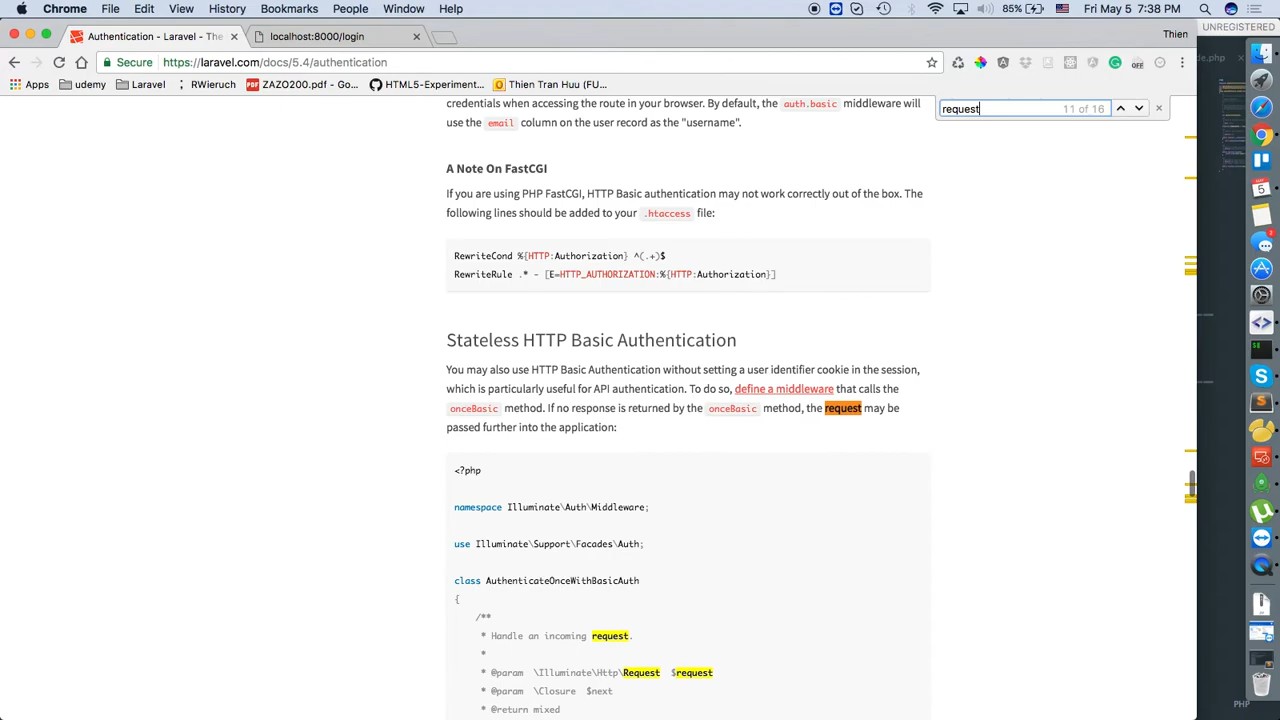 Chrome File Edit View History Bookmarks People Window Help 85% Fri May 5 7:38 PM
UNREGISTERED
Authentication - Laravel - The localhost:8000/login Thien
Secure https://laravel.com/docs/5.4/authentication
Apps udemy Laravel RWieruch ZAZO200.pdf - Go... HTML5-Experiment... Thien Tran Huu (FU...
request 11 of 16
credentials when accessing the route in your browser. By default, the auth.basic middleware will
use the email column on the user record as the "username".
A Note On FastCGI
If you are using PHP FastCGI, HTTP Basic authentication may not work correctly out of the box. The
following lines should be added to your .htaccess file:
RewriteCond %{HTTP:Authorization} ^(.+)$
RewriteRule .* - [E=HTTP_AUTHORIZATION:%{HTTP:Authorization}]
Stateless HTTP Basic Authentication
You may also use HTTP Basic Authentication without setting a user identifier cookie in the session,
which is particularly useful for API authentication. To do so, define a middleware that calls the
onceBasic method. If no response is returned by the onceBasic method, the request may be
passed further into the application:
<?php
namespace Illuminate\Auth\Middleware;
use Illuminate\Support\Facades\Auth;
class AuthenticateOnceWithBasicAuth
{
/**
* Handle an incoming request.
*
* @param \Illuminate\Http\Request $request
* @param \Closure $next
* @return mixed
PHP